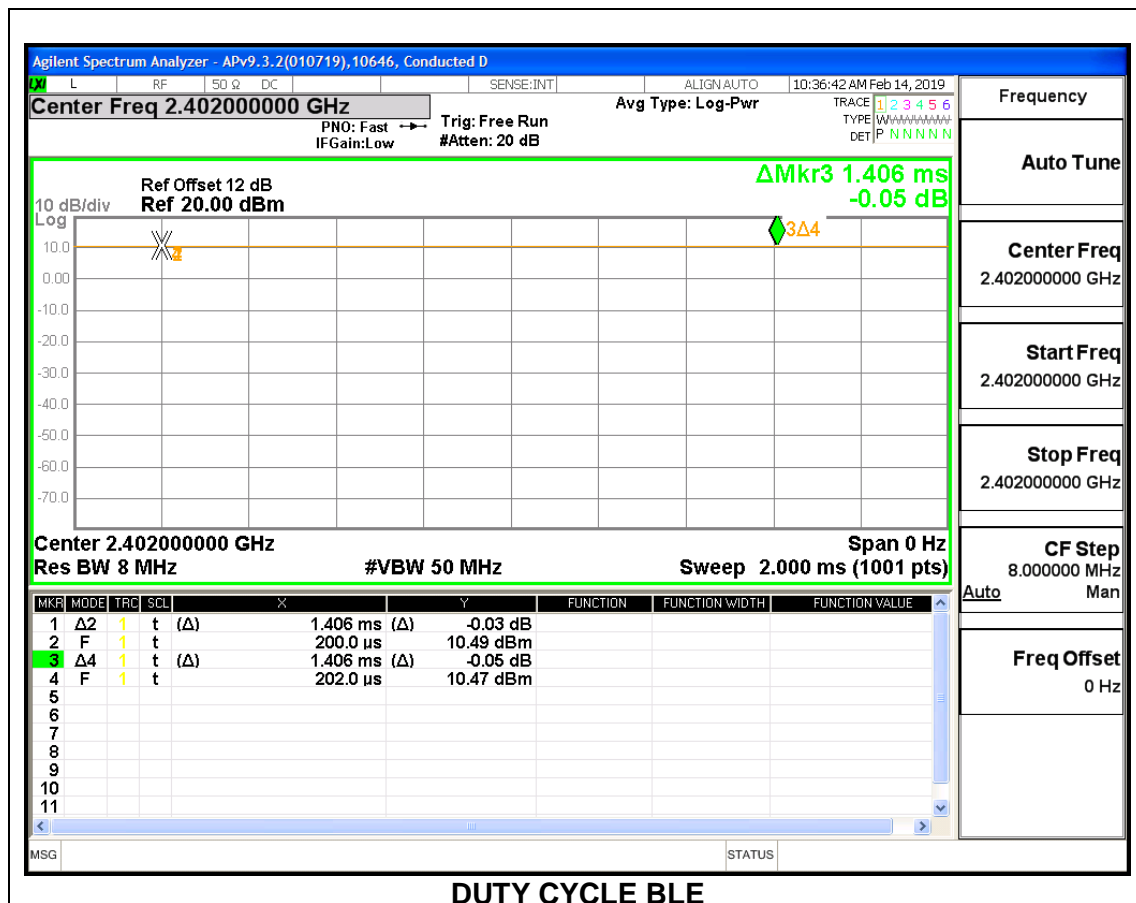 Agilent Spectrum Analyzer - APv9.3.2(010719),10646, Conducted D
LXI L RF 50 Ω DC SENSE:INT ALIGN AUTO 10:36:42 AM Feb 14, 2019
Center Freq 2.402000000 GHz
PNO: Fast
IFGain:Low
Trig: Free Run
#Atten: 20 dB
Avg Type: Log-Pwr
TRACE 1 2 3 4 5 6
TYPE WWWWWW
DET P N N N N N
ΔMkr3 1.406 ms
-0.05 dB
Ref Offset 12 dB
10 dB/div Ref 20.00 dBm
Log
10.0
0.00
-10.0
-20.0
-30.0
-40.0
-50.0
-60.0
-70.0
3Δ4
Center 2.402000000 GHz Span 0 Hz
Res BW 8 MHz #VBW 50 MHz Sweep 2.000 ms (1001 pts)
MKR MODE TRC SCL X Y FUNCTION FUNCTION WIDTH FUNCTION VALUE
1 Δ2 1 t (Δ) 1.406 ms (Δ) -0.03 dB
2 F 1 t 200.0 µs 10.49 dBm
3 Δ4 1 t (Δ) 1.406 ms (Δ) -0.05 dB
4 F 1 t 202.0 µs 10.47 dBm
5
6
7
8
9
10
11
MSG STATUS
Frequency
Auto Tune
Center Freq
2.402000000 GHz
Start Freq
2.402000000 GHz
Stop Freq
2.402000000 GHz
CF Step
8.000000 MHz
Auto Man
Freq Offset
0 Hz
DUTY CYCLE BLE